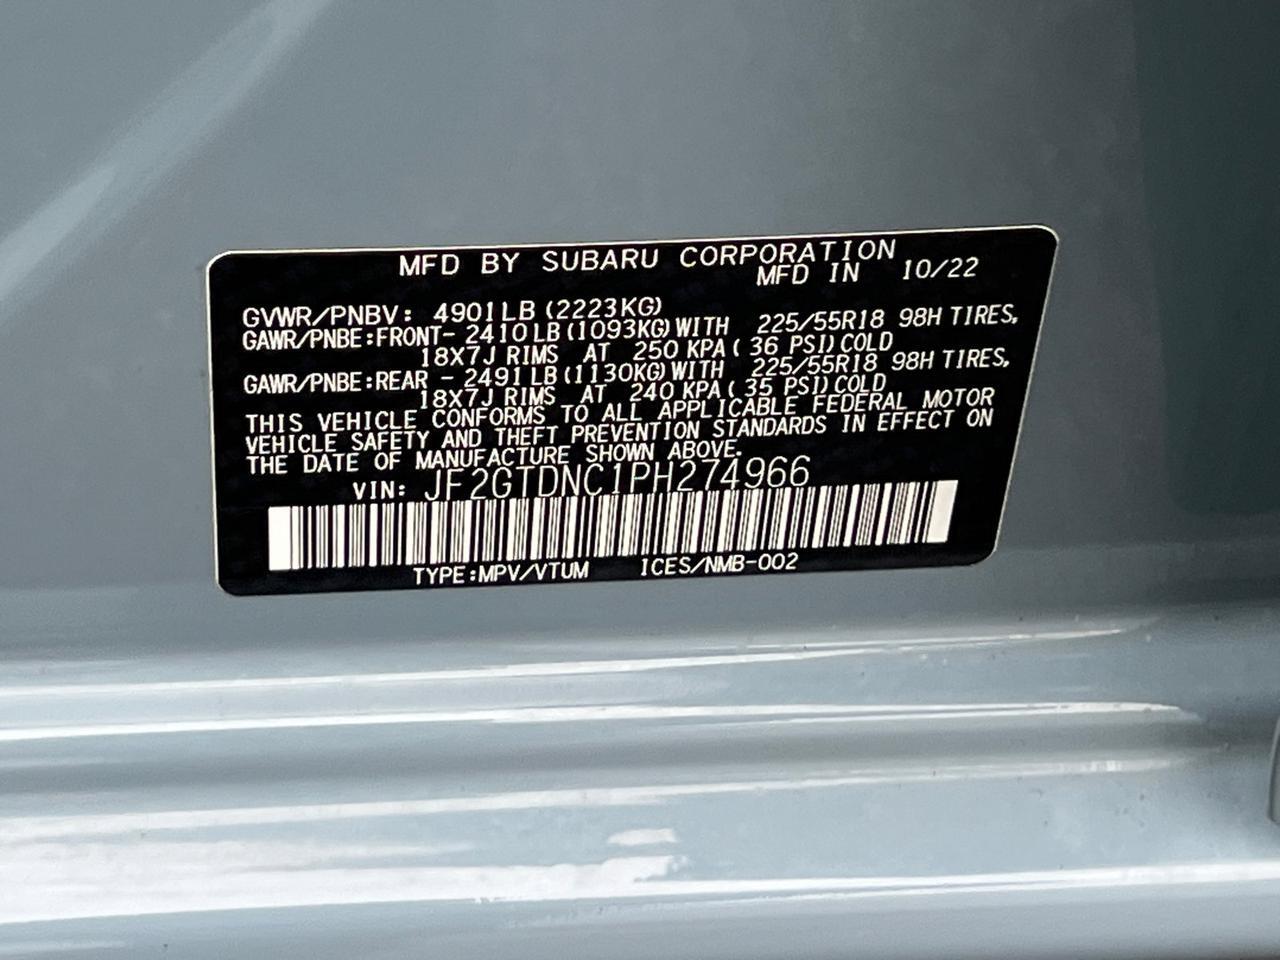 MFD BY SUBARU CORPORATION
MFD IN 10/22
GVWR/PNBV: 4901LB (2223KG)
GAWR/PNBE:FRONT- 2410LB (1093KG) WITH 225/55R18 98H TIRES,
18X7J RIMS AT 250 KPA ( 36 PSI) COLD
GAWR/PNBE:REAR - 2491LB (1130KG) WITH 225/55R18 98H TIRES,
18X7J RIMS AT 240 KPA ( 35 PSI) COLD
THIS VEHICLE CONFORMS TO ALL APPLICABLE FEDERAL MOTOR
VEHICLE SAFETY AND THEFT PREVENTION STANDARDS IN EFFECT ON
THE DATE OF MANUFACTURE SHOWN ABOVE.
VIN: JF2GTDNC1PH274966
TYPE:MPV/VTUM ICES/NMB-002